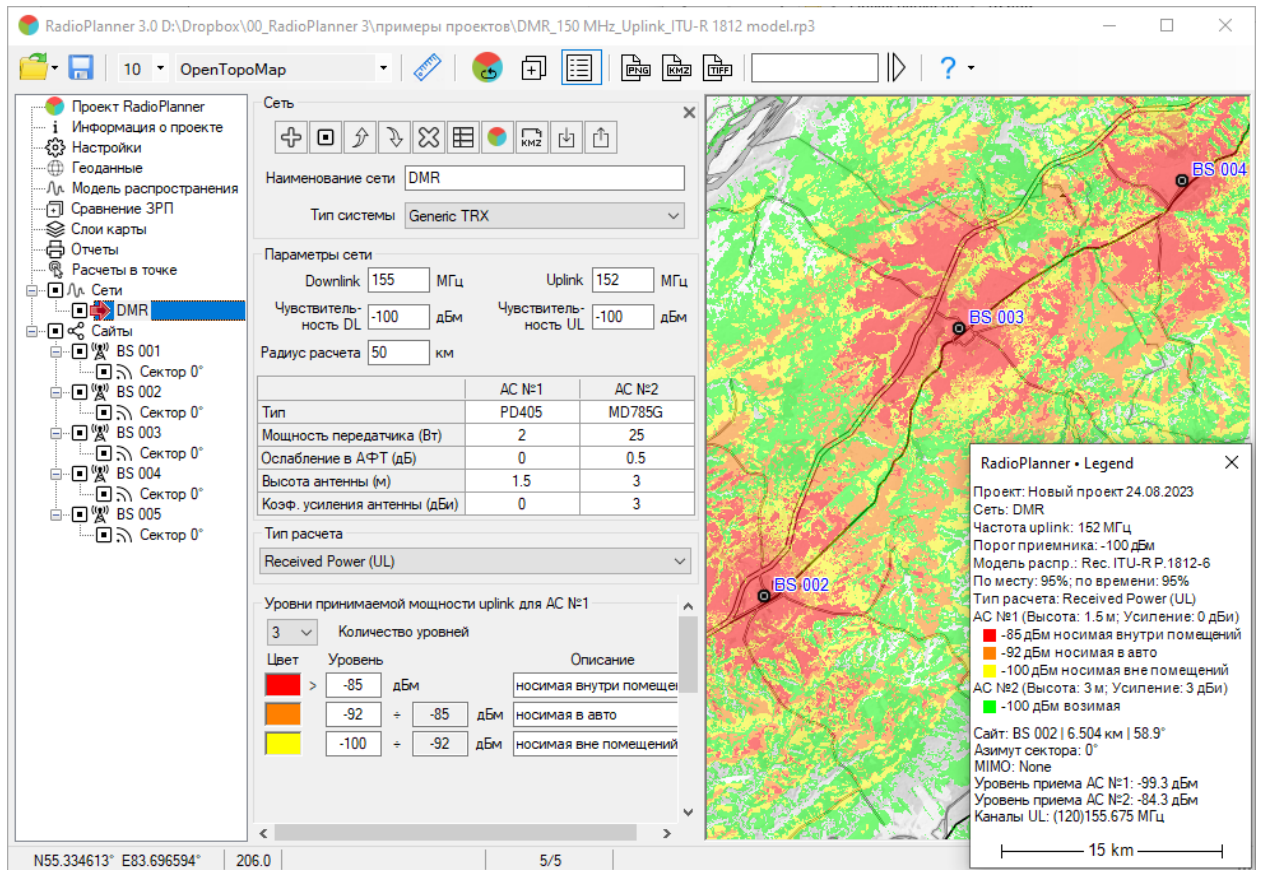 RadioPlanner 3.0 D:\Dropbox\00_RadioPlanner 3\примеры проектов\DMR_150 MHz_Uplink_ITU-R 1812 model.rp3
10 OpenTopoMap PNG KMZ TIFF ?
Проект RadioPlanner
Информация о проекте
Настройки
Геоданные
Модель распространения
Сравнение ЗРП
Слои карты
Отчеты
Расчеты в точке
Сети
DMR
Сайты
BS 001
Сектор 0°
BS 002
Сектор 0°
BS 003
Сектор 0°
BS 004
Сектор 0°
BS 005
Сектор 0°
Сеть
KMZ
Наименование сети DMR
Тип системы Generic TRX
Параметры сети
Downlink 155 МГц Uplink 152 МГц
Чувствитель-
ность DL -100 дБм
Чувствитель-
ность UL -100 дБм
Радиус расчета 50 км
АС №1 АС №2
Тип PD405 MD785G
Мощность передатчика (Вт) 2 25
Ослабление в АФТ (дБ) 0 0.5
Высота антенны (м) 1.5 3
Коэф. усиления антенны (дБи) 0 3
Тип расчета
Received Power (UL)
Уровни принимаемой мощности uplink для АС №1
3 Количество уровней
Цвет Уровень Описание
> -85 дБм носимая внутри помеще
-92 ÷ -85 дБм носимая в авто
-100 ÷ -92 дБм носимая вне помещений
BS 004
BS 003
BS 002
RadioPlanner • Legend
Проект: Новый проект 24.08.2023
Сеть: DMR
Частота uplink: 152 МГц
Порог приемника: -100 дБм
Модель распр.: Rec. ITU-R P.1812-6
По месту: 95%; по времени: 95%
Тип расчета: Received Power (UL)
АС №1 (Высота: 1.5 м; Усиление: 0 дБи)
-85 дБм носимая внутри помещений
-92 дБм носимая в авто
-100 дБм носимая вне помещений
АС №2 (Высота: 3 м; Усиление: 3 дБи)
-100 дБм возимая
Сайт: BS 002 | 6.504 км | 58.9°
Азимут сектора: 0°
MIMO: None
Уровень приема АС №1: -99.3 дБм
Уровень приема АС №2: -84.3 дБм
Каналы UL: (120)155.675 МГц
15 km
N55.334613° E83.696594° 206.0 5/5